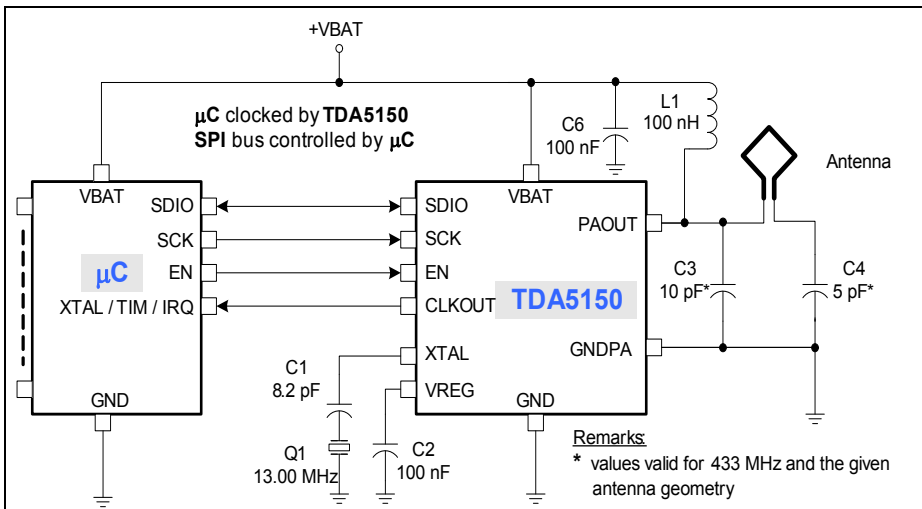 +VBAT
µC clocked by TDA5150
SPI bus controlled by µC
C6
100 nF
L1
100 nH
Antenna
VBAT
SDIO
SCK
EN
XTAL / TIM / IRQ
GND
µC
VBAT
SDIO
SCK
EN
CLKOUT
XTAL
VREG
GND
PAOUT
GNDPA
TDA5150
C3
10 pF*
C4
5 pF*
C1
8.2 pF
Q1
13.00 MHz
C2
100 nF
Remarks:
* values valid for 433 MHz and the given
antenna geometry